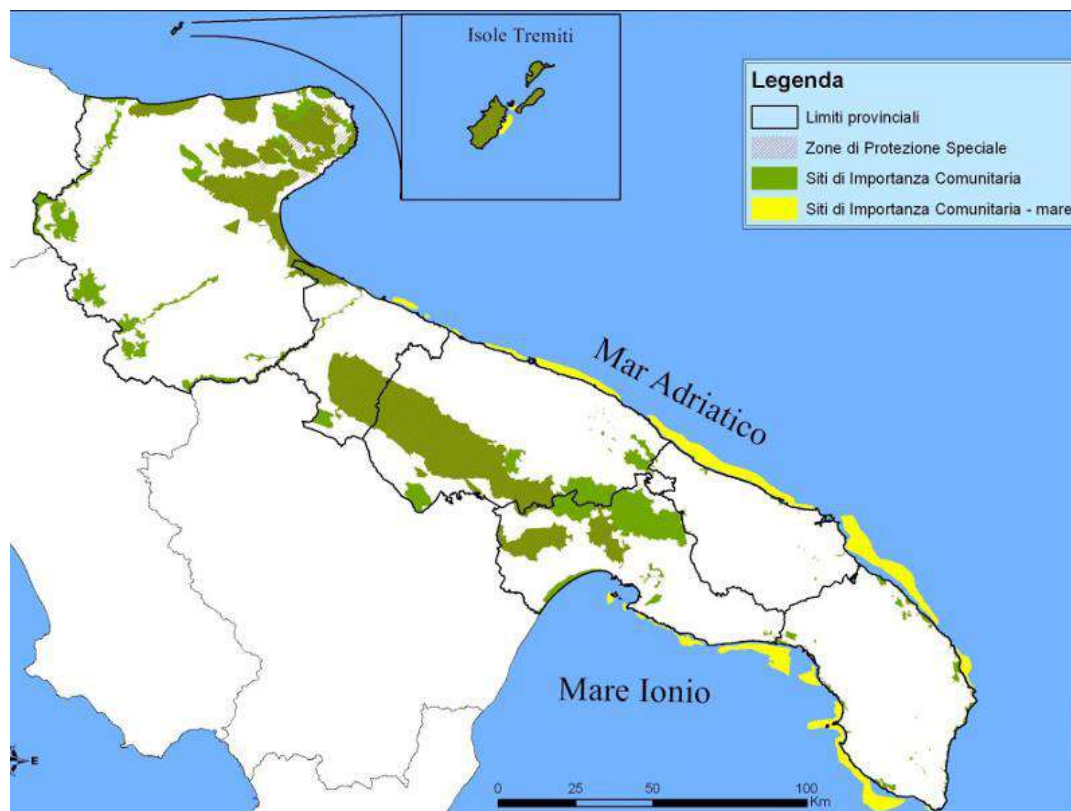 Isole Tremiti
Legenda
Limiti provinciali
Zone di Protezione Speciale
Siti di Importanza Comunitaria
Siti di Importanza Comunitaria - mare
Mar Adriatico
Mare Ionio
E
0 25 50 100
Km